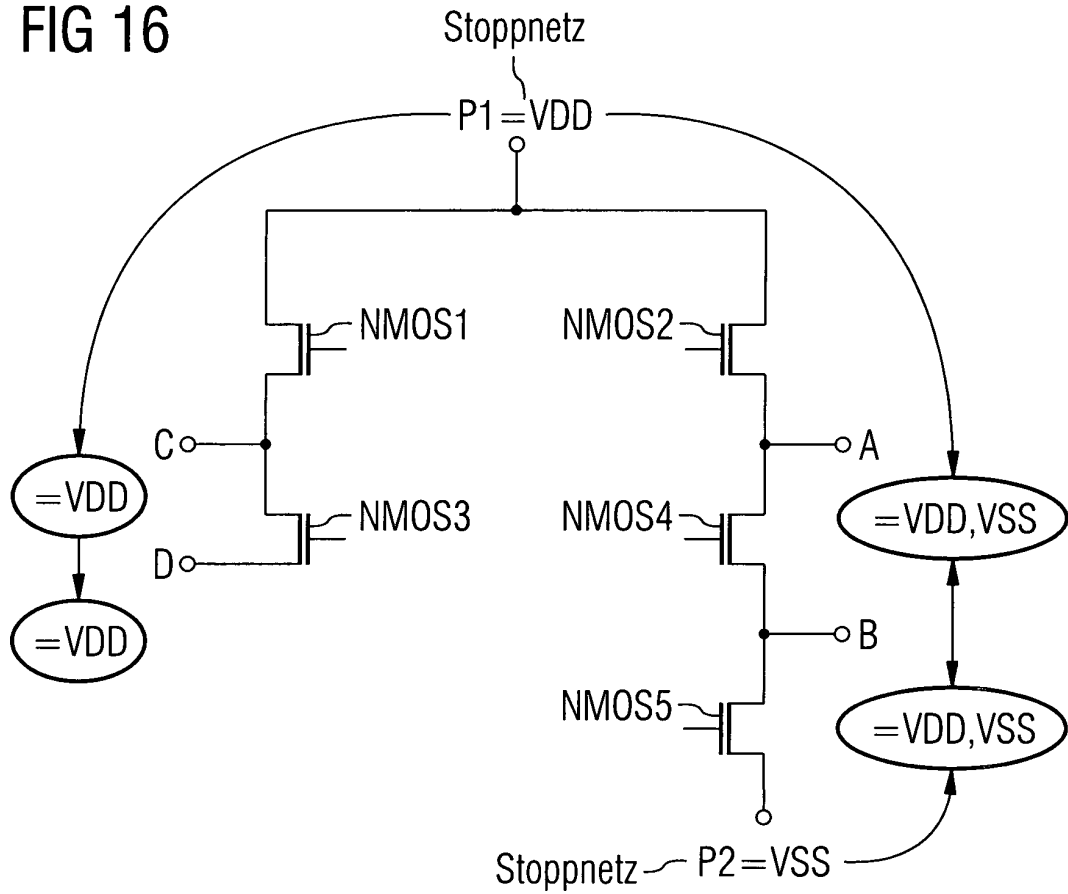 FIG 16
Stoppnetz
P1=VDD
NMOS1
NMOS2
C
A
=VDD
=VDD,VSS
NMOS3
NMOS4
D
=VDD
B
NMOS5
=VDD,VSS
Stoppnetz
P2=VSS